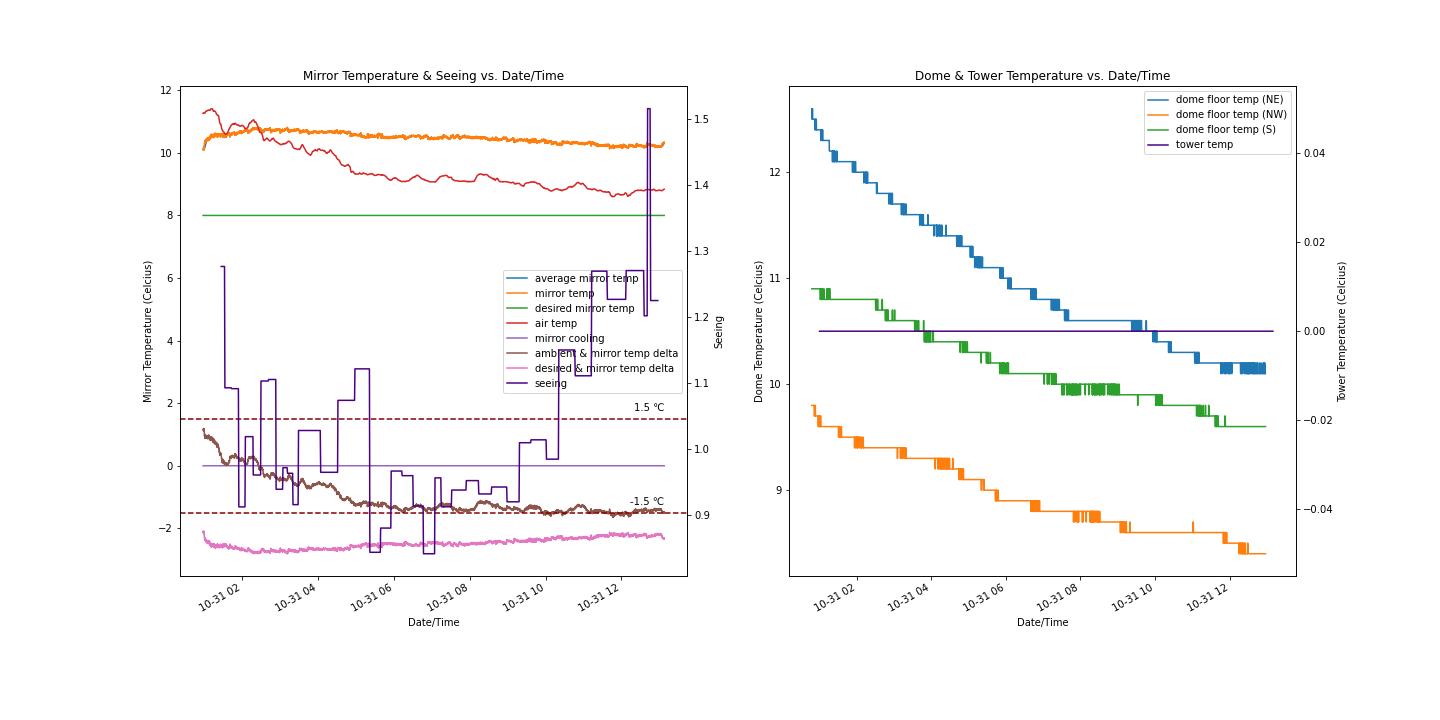 Mirror Temperature & Seeing vs. Date/Time
12
10
8
6
4
2
0
−2
Mirror Temperature (Celcius)
1.5
1.4
1.3
1.2
1.1
1.0
0.9
Seeing
average mirror temp
mirror temp
desired mirror temp
air temp
mirror cooling
ambient & mirror temp delta
desired & mirror temp delta
seeing
1.5 °C
-1.5 °C
10-31 02
10-31 04
10-31 06
10-31 08
10-31 10
10-31 12
Date/Time
Dome & Tower Temperature vs. Date/Time
12
11
10
9
Dome Temperature (Celcius)
dome floor temp (NE)
dome floor temp (NW)
dome floor temp (S)
tower temp
0.04
0.02
0.00
−0.02
−0.04
Tower Temperature (Celcius)
10-31 02
10-31 04
10-31 06
10-31 08
10-31 10
10-31 12
Date/Time